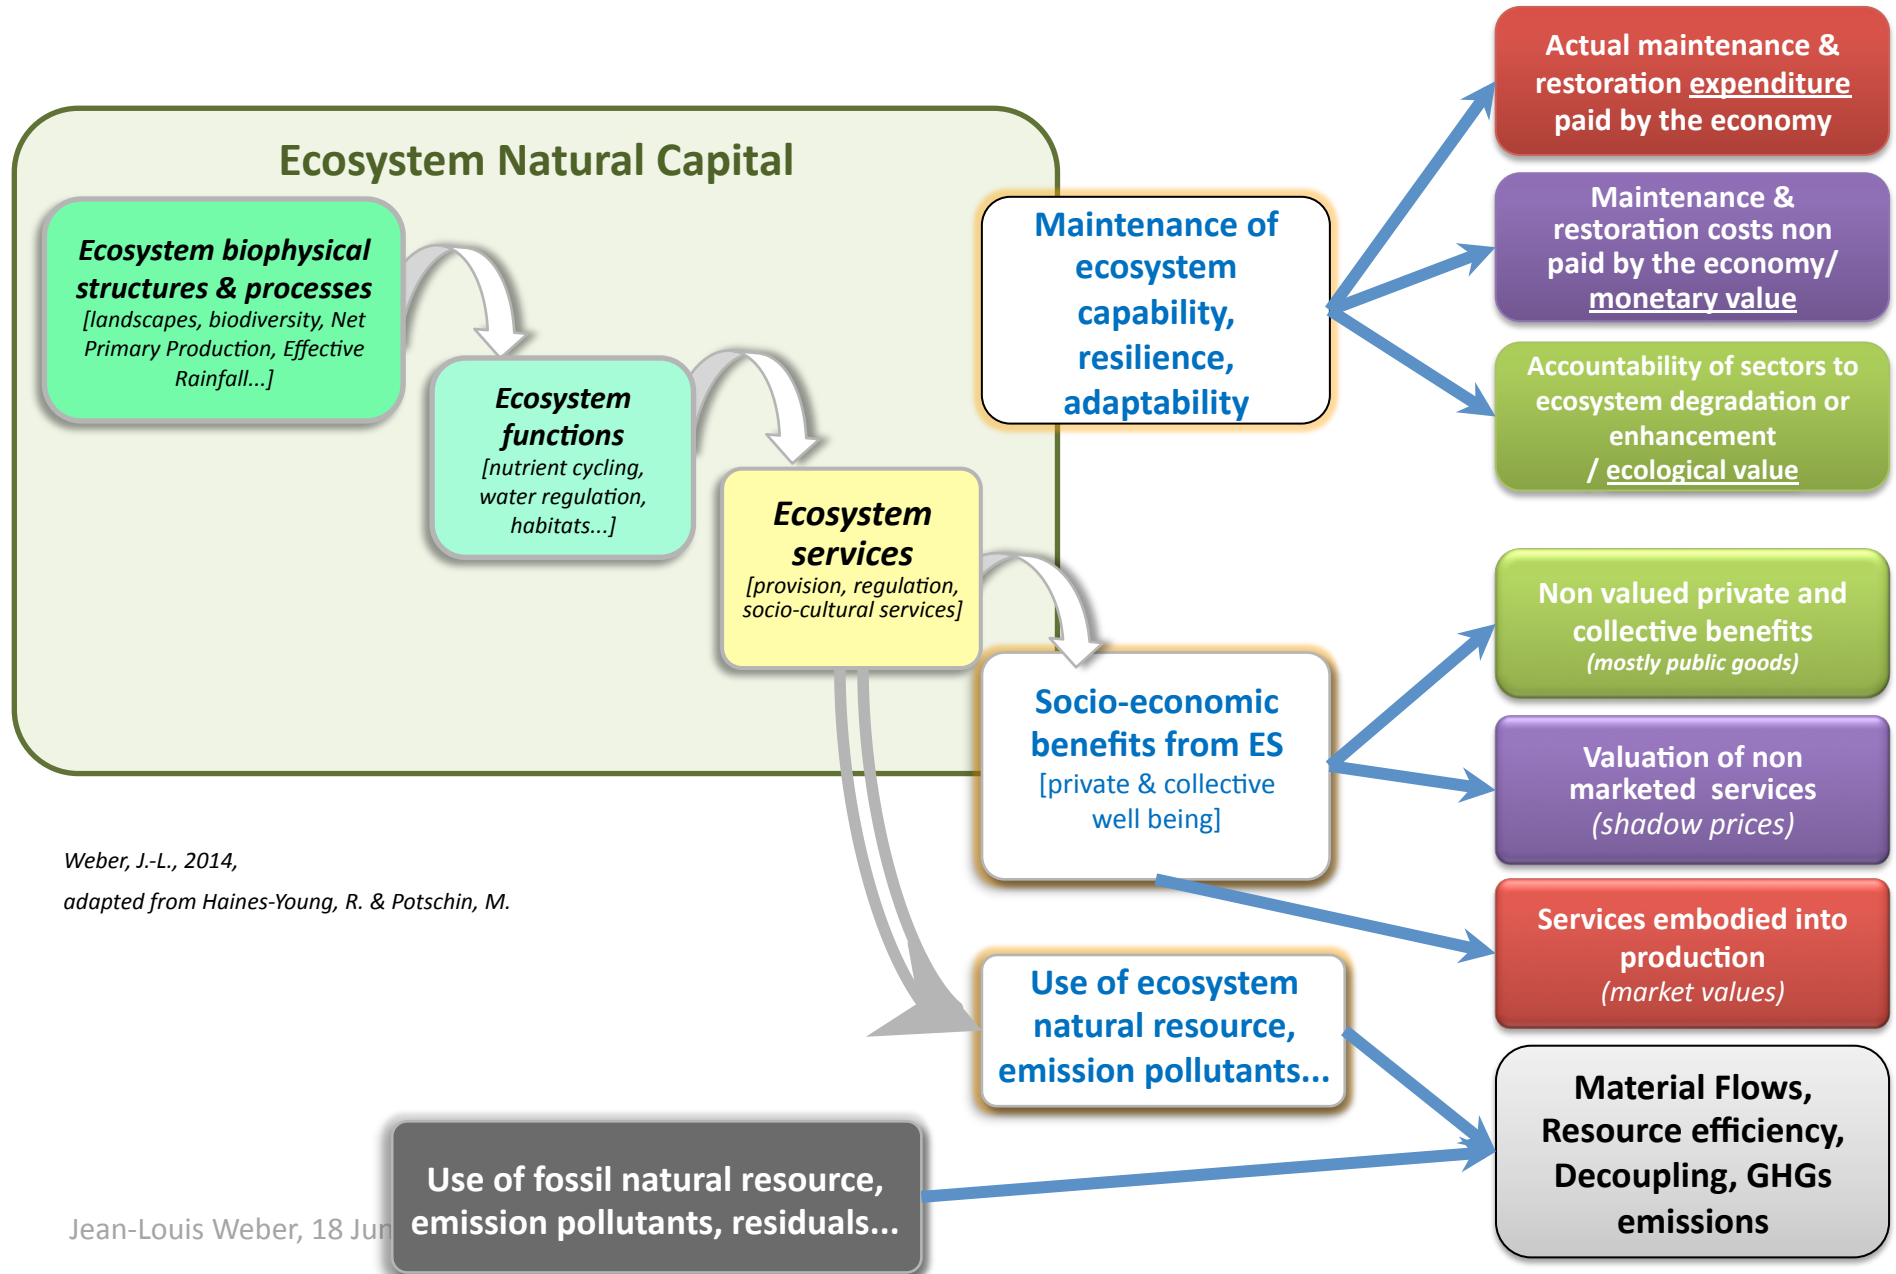 Ecosystem Natural Capital
Ecosystem biophysical
structures & processes
[landscapes, biodiversity, Net
Primary Production, Effective
Rainfall...]
Ecosystem
functions
[nutrient cycling,
water regulation,
habitats...]
Ecosystem
services
[provision, regulation,
socio-cultural services]
Maintenance of
ecosystem
capability,
resilience,
adaptability
Socio-economic
benefits from ES
[private & collective
well being]
Use of ecosystem
natural resource,
emission pollutants...
Use of fossil natural resource,
emission pollutants, residuals...
Actual maintenance &
restoration expenditure
paid by the economy
Maintenance &
restoration costs non
paid by the economy/
monetary value
Accountability of sectors to
ecosystem degradation or
enhancement
/ ecological value
Non valued private and
collective benefits
(mostly public goods)
Valuation of non
marketed services
(shadow prices)
Services embodied into
production
(market values)
Material Flows,
Resource efficiency,
Decoupling, GHGs
emissions
Weber, J.-L., 2014,
adapted from Haines-Young, R. & Potschin, M.
Jean-Louis Weber, 18 Jun